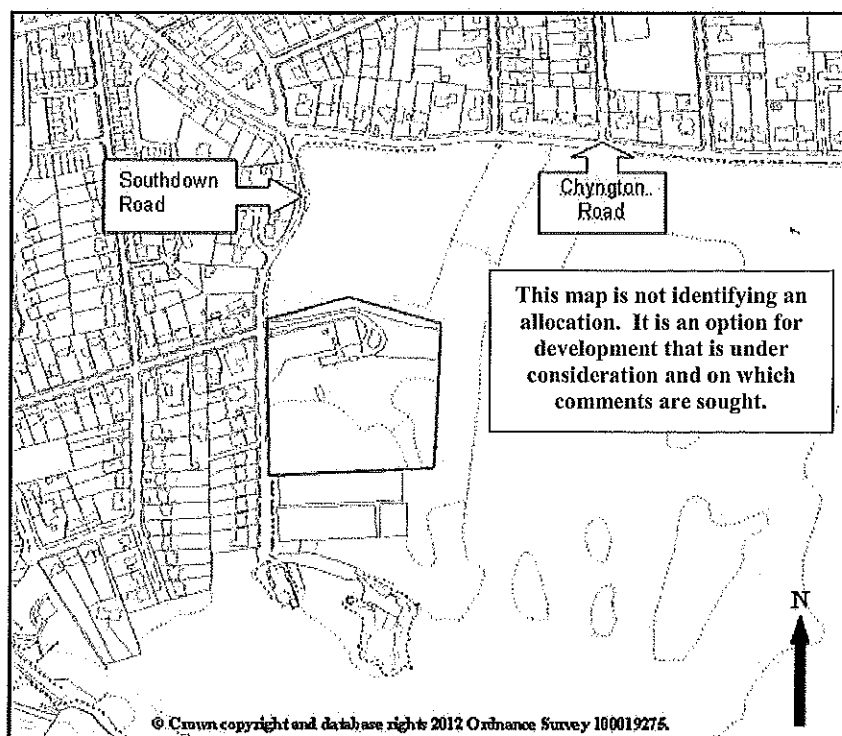 Southdown
Road
Chyngton..
Road
This map is not identifying an
allocation. It is an option for
development that is under
consideration and on which
comments are sought.
N
© Crown copyright and database rights 2012 Ordnance Survey 100019275.